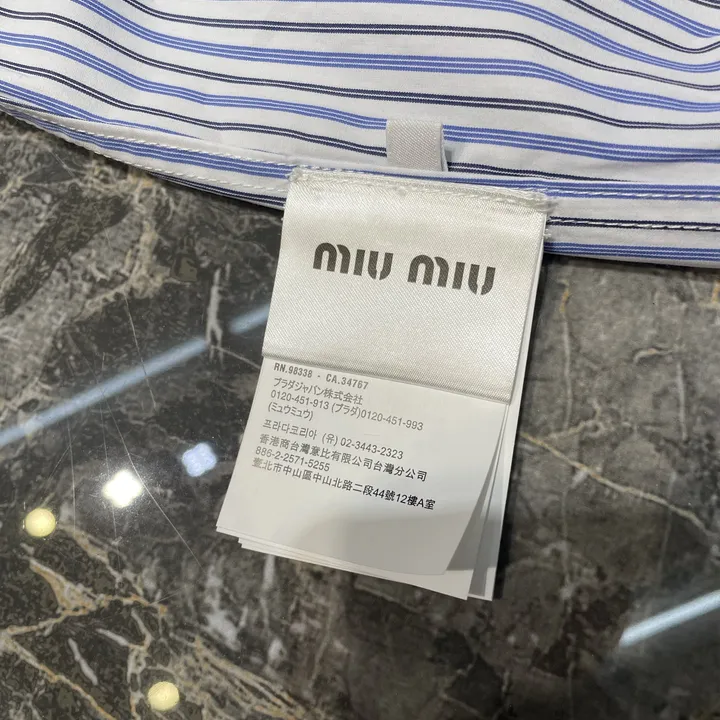 miu miu
RN.98338 - CA.34767
プラダジャパン株式会社
0120-451-913 (プラダ)0120-451-993
(ミュウミュウ)
프라다코리아 (유) 02-3443-2323
香港商台灣意比有限公司台灣分公司
886-2-2571-5255
臺北市中山區中山北路二段44號12樓A室